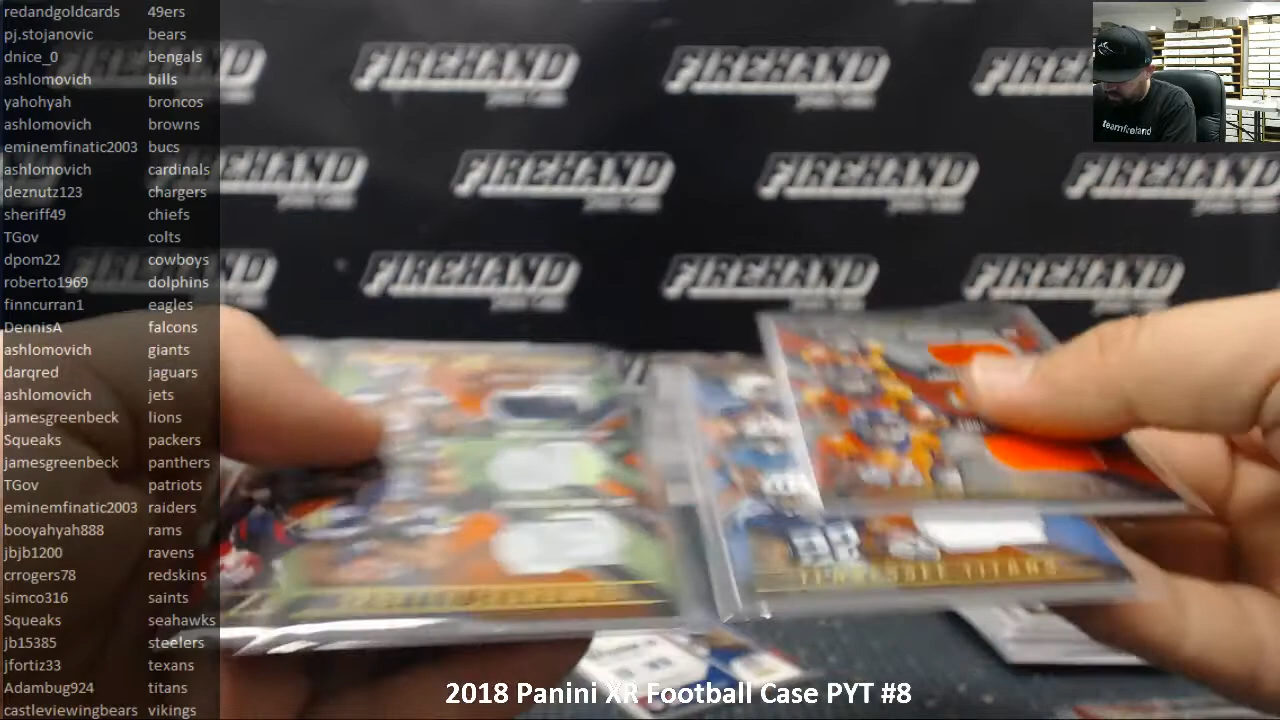 redandgoldcards 49ers
pj.stojanovic bears
dnice_0 bengals
ashlomovich bills
yahohyah broncos
ashlomovich browns
eminemfinatic2003 bucs
ashlomovich cardinals
deznutz123 chargers
sheriff49 chiefs
TGov colts
dpom22 cowboys
roberto1969 dolphins
finncurran1 eagles
DennisA falcons
ashlomovich giants
darqred jaguars
ashlomovich jets
jamesgreenbeck lions
Squeaks packers
jamesgreenbeck panthers
TGov patriots
eminemfinatic2003 raiders
booyahyah888 rams
jbjb1200 ravens
crrogers78 redskins
simco316 saints
Squeaks seahawks
jb15385 steelers
jfortiz33 texans
Adambug924 titans
castleviewingbears vikings
FIREHAND FIREHAND
FIREHAND FIREHAND FIREHAND FIREHAND
FIREHAND FIREHAND FIREHAND
#teamfireland
TENNESSEE TITANS
2018 Panini XR Football Case PYT #8